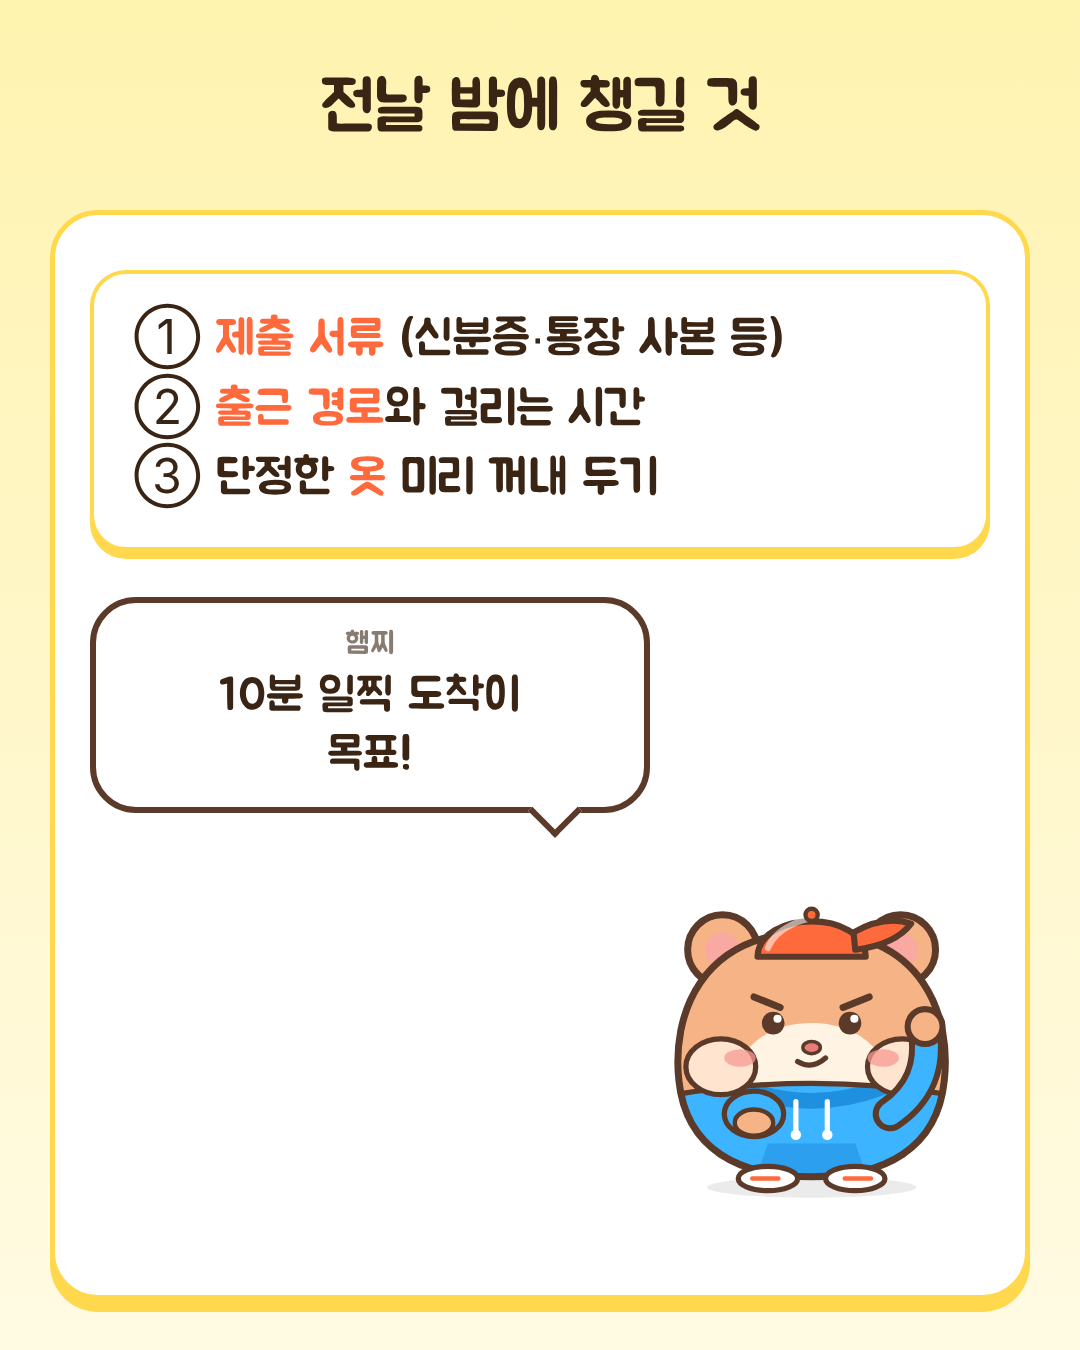 전날 밤에 챙길 것
① 제출 서류 (신분증·통장 사본 등)
② 출근 경로와 걸리는 시간
③ 단정한 옷 미리 꺼내 두기
햄찌
10분 일찍 도착이
목표!